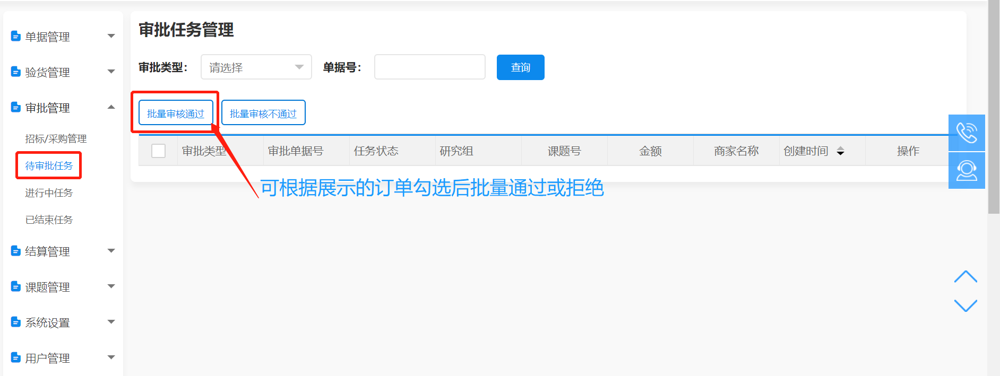 单据管理
验货管理
审批管理
招标/采购管理
待审批任务
进行中任务
已结束任务
结算管理
课题管理
系统设置
用户管理
审批任务管理
审批类型： 请选择 单据号： 查询
批量审核通过 批量审核不通过
审批类型 审批单据号 任务状态 研究组 课题号 金额 商家名称 创建时间 操作
可根据展示的订单勾选后批量通过或拒绝